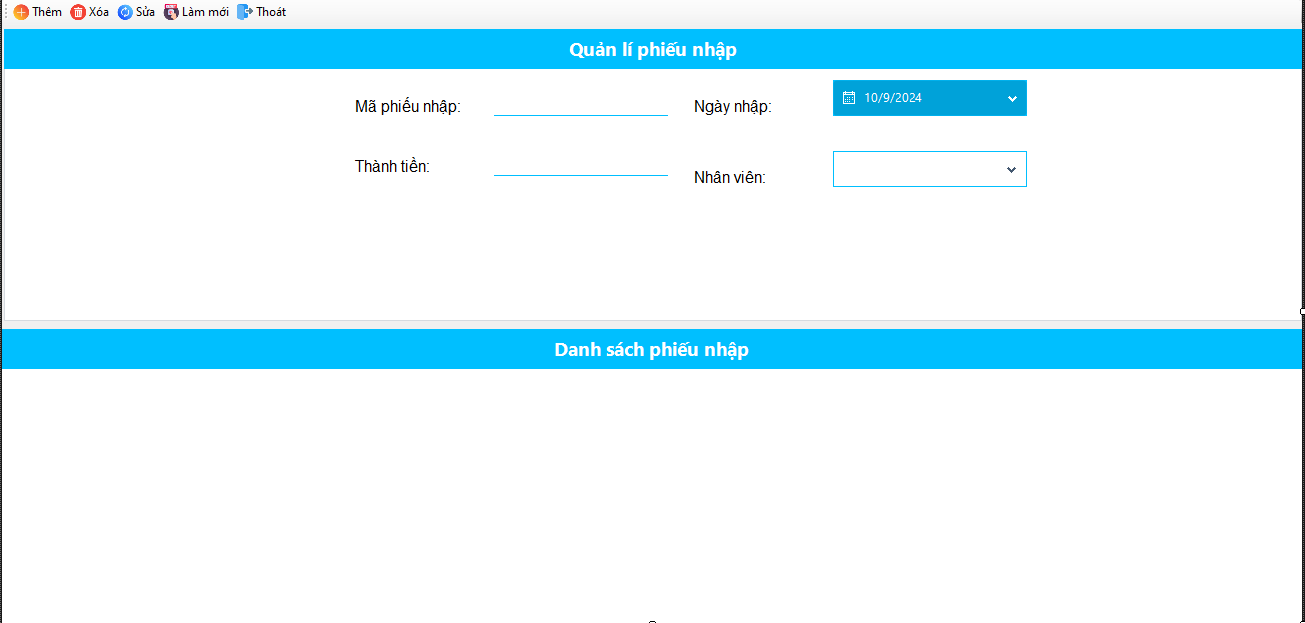 Thêm Xóa Sửa Làm mới Thoát
Quản lí phiếu nhập
Mã phiếu nhập: Ngày nhập: 10/9/2024
Thành tiền: Nhân viên:
Danh sách phiếu nhập